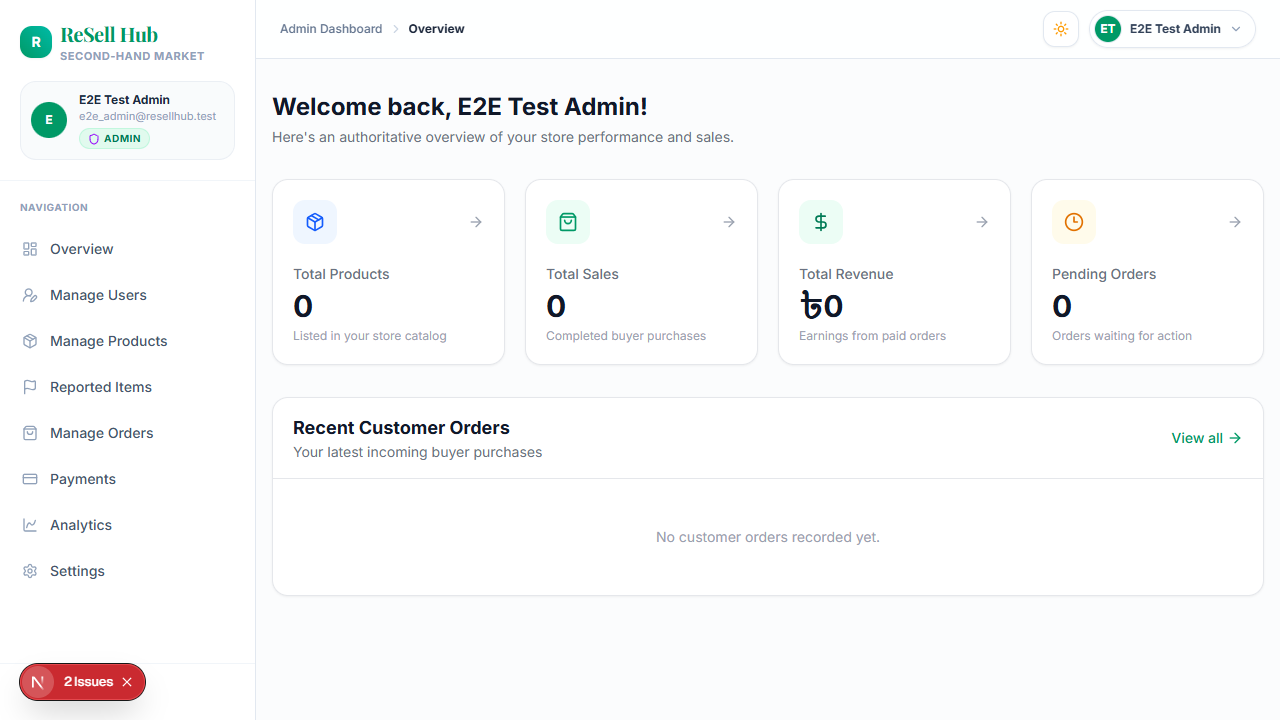 R
ReSell Hub
SECOND-HAND MARKET
E
E2E Test Admin
e2e_admin@resellhub.test
ADMIN
NAVIGATION
Overview
Manage Users
Manage Products
Reported Items
Manage Orders
Payments
Analytics
Settings
2 Issues
Admin Dashboard
Overview
ET
E2E Test Admin
Welcome back, E2E Test Admin!
Here's an authoritative overview of your store performance and sales.
Total Products
0
Listed in your store catalog
Total Sales
0
Completed buyer purchases
Total Revenue
৳0
Earnings from paid orders
Pending Orders
0
Orders waiting for action
Recent Customer Orders
Your latest incoming buyer purchases
View all
No customer orders recorded yet.